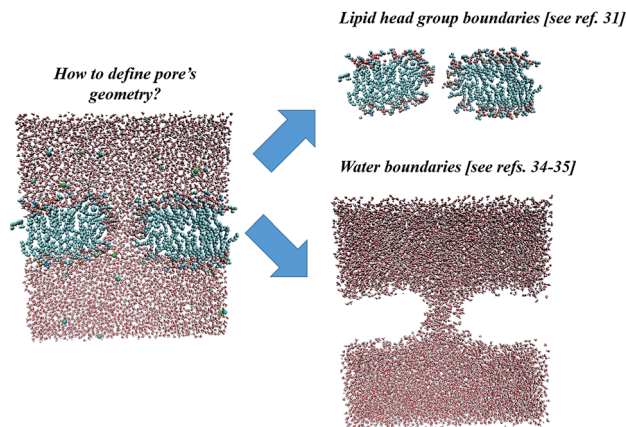 How to define pore's
geometry?
Lipid head group boundaries [see ref. 31]
Water boundaries [see refs. 34-35]